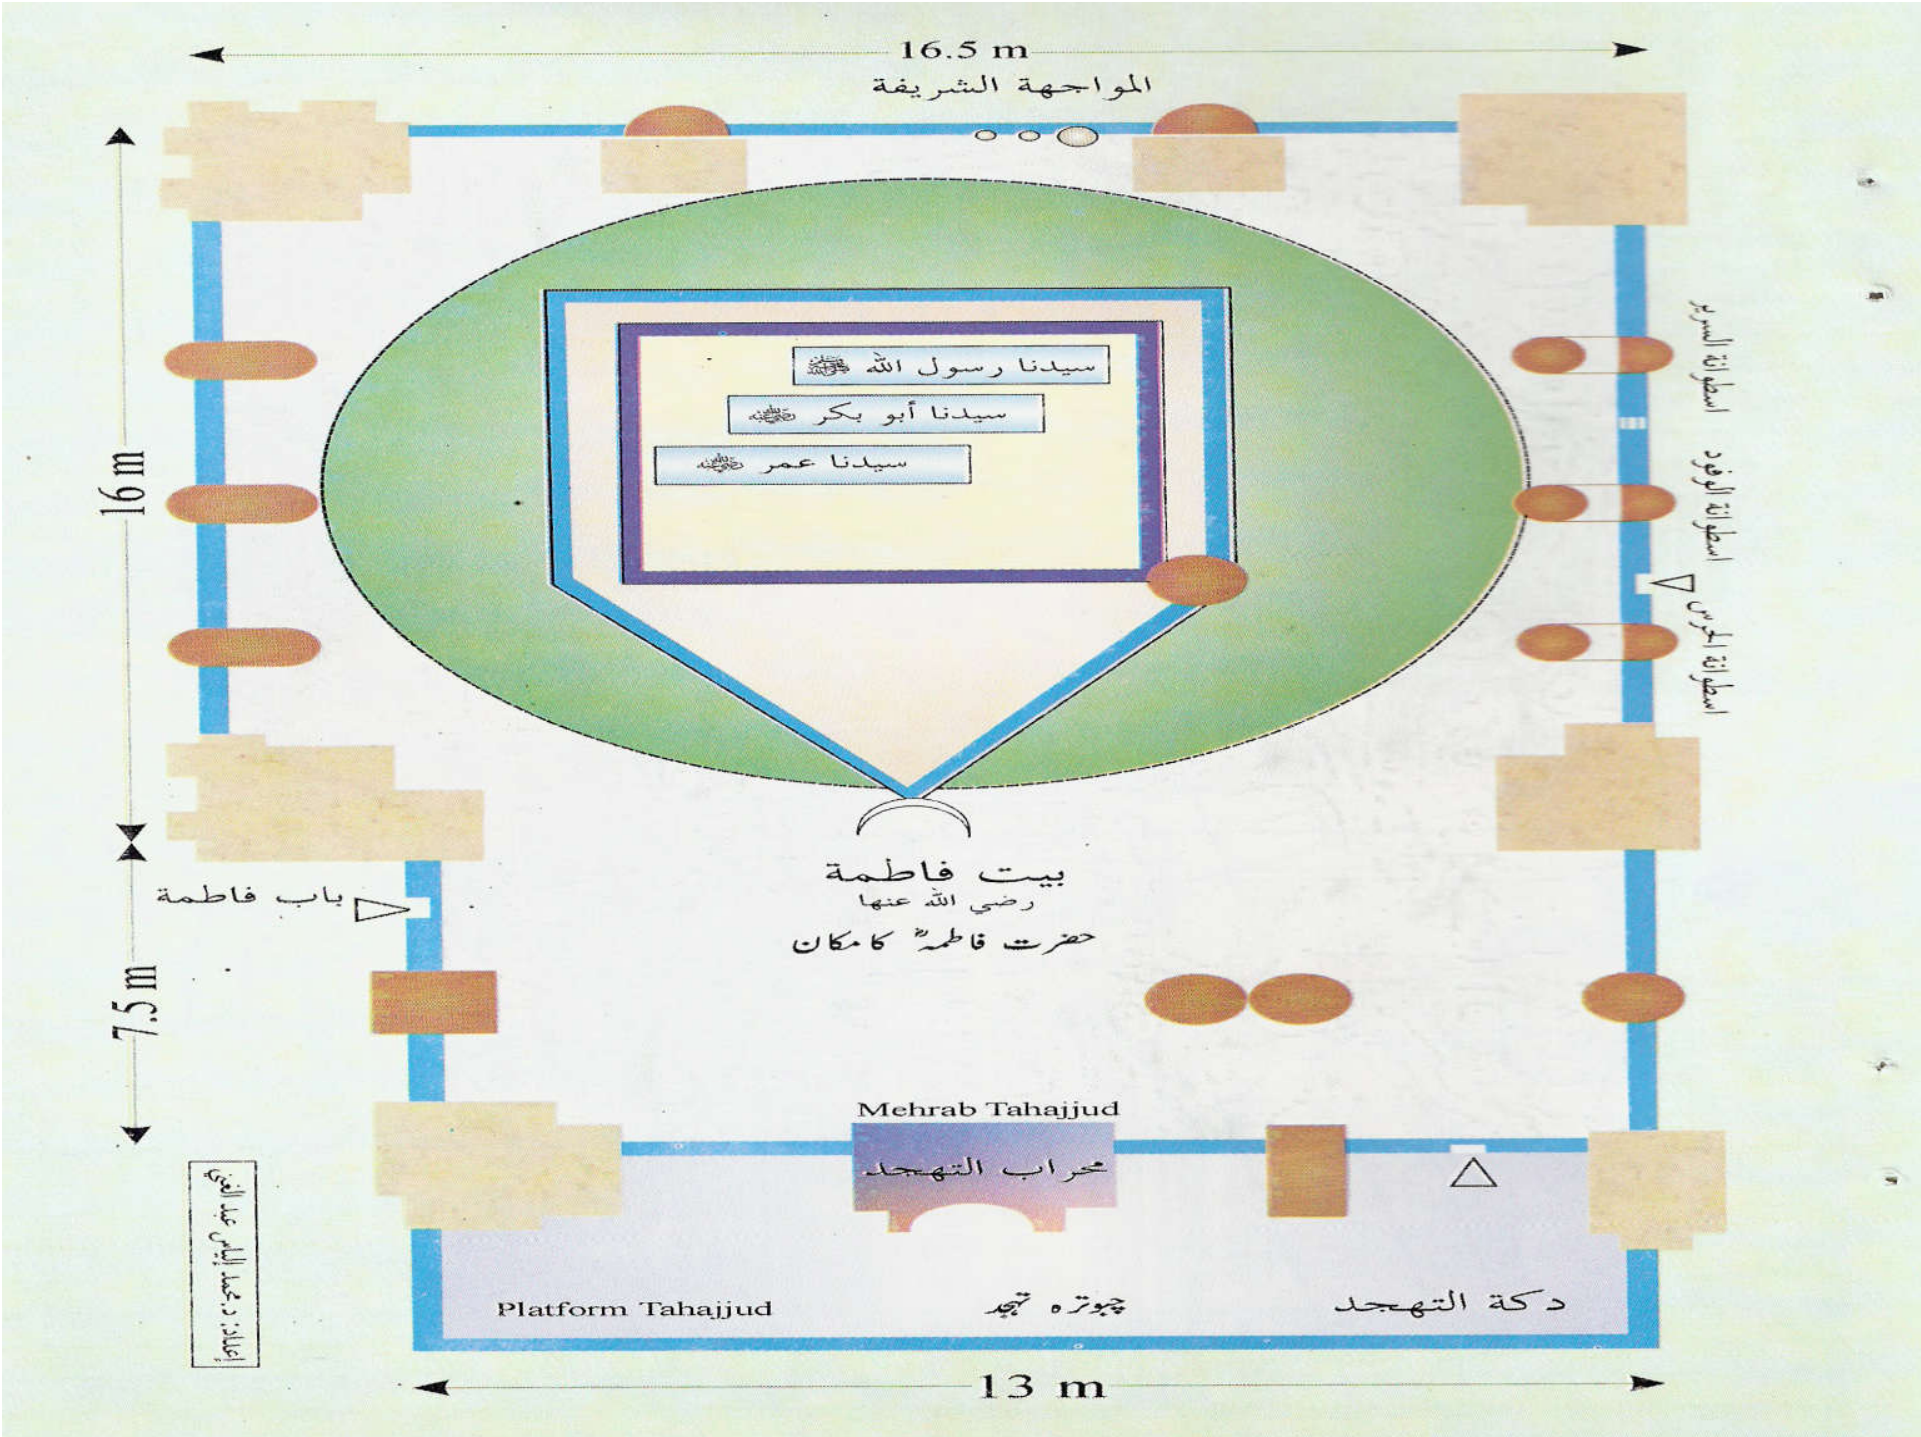 16.5 m
المواجهة الشريفة
سيدنا رسول الله ﷺ
سيدنا أبو بكر رضي الله عنه
سيدنا عمر رضي الله عنه
16 m
اسطوانة السرير
اسطوانة الوفود
اسطوانة الحرس
بيت فاطمة
رضي الله عنها
حضرت فاطمہؓ کا مکان
باب فاطمة
7.5 m
Mehrab Tahajjud
محراب التهجد
Platform Tahajjud
چبوترہ تہجد
دكة التهجد
إعداد: د. محمد إلياس عبد الغني
13 m